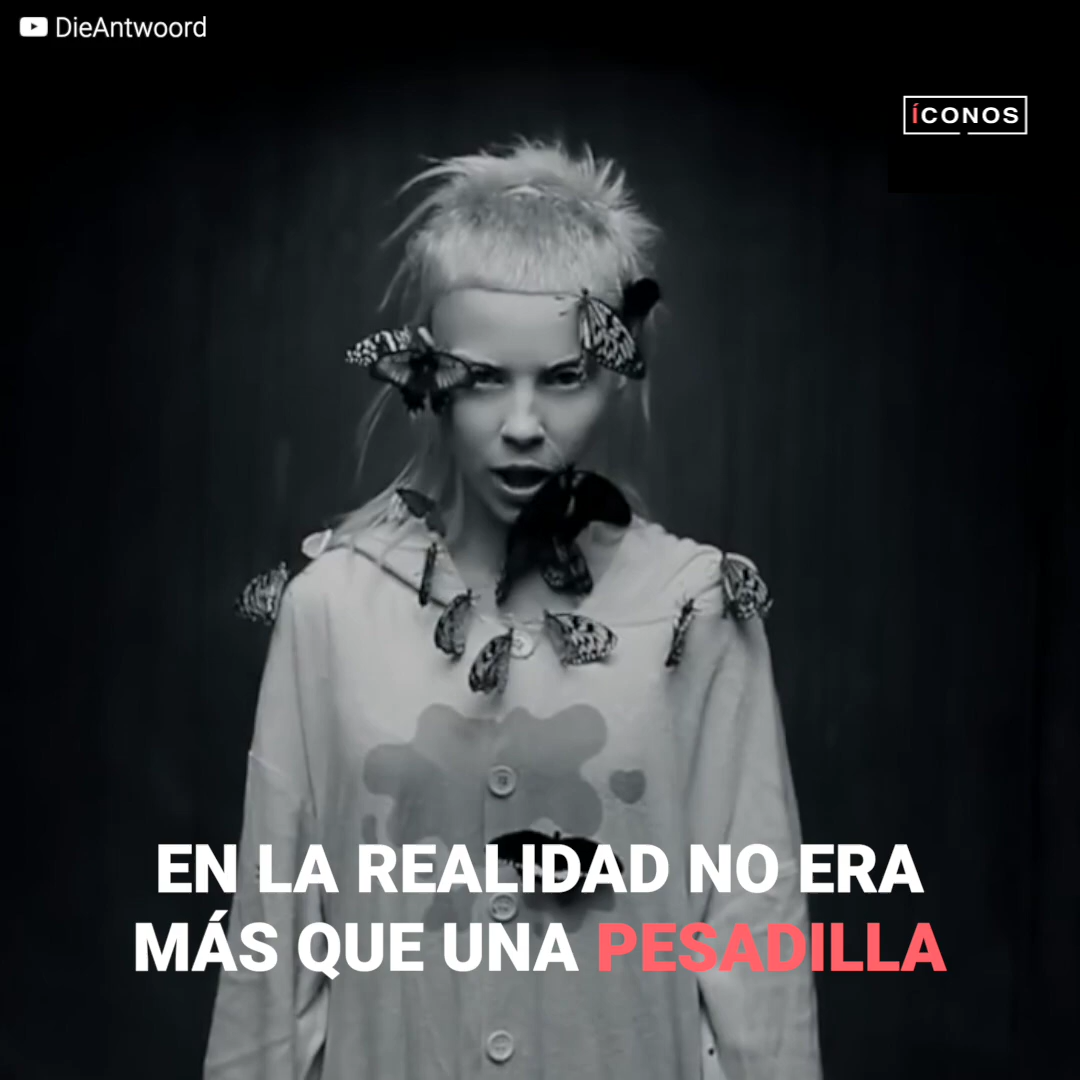 DieAntwoord
ÍCONOS
EN LA REALIDAD NO ERA
MÁS QUE UNA PESADILLA